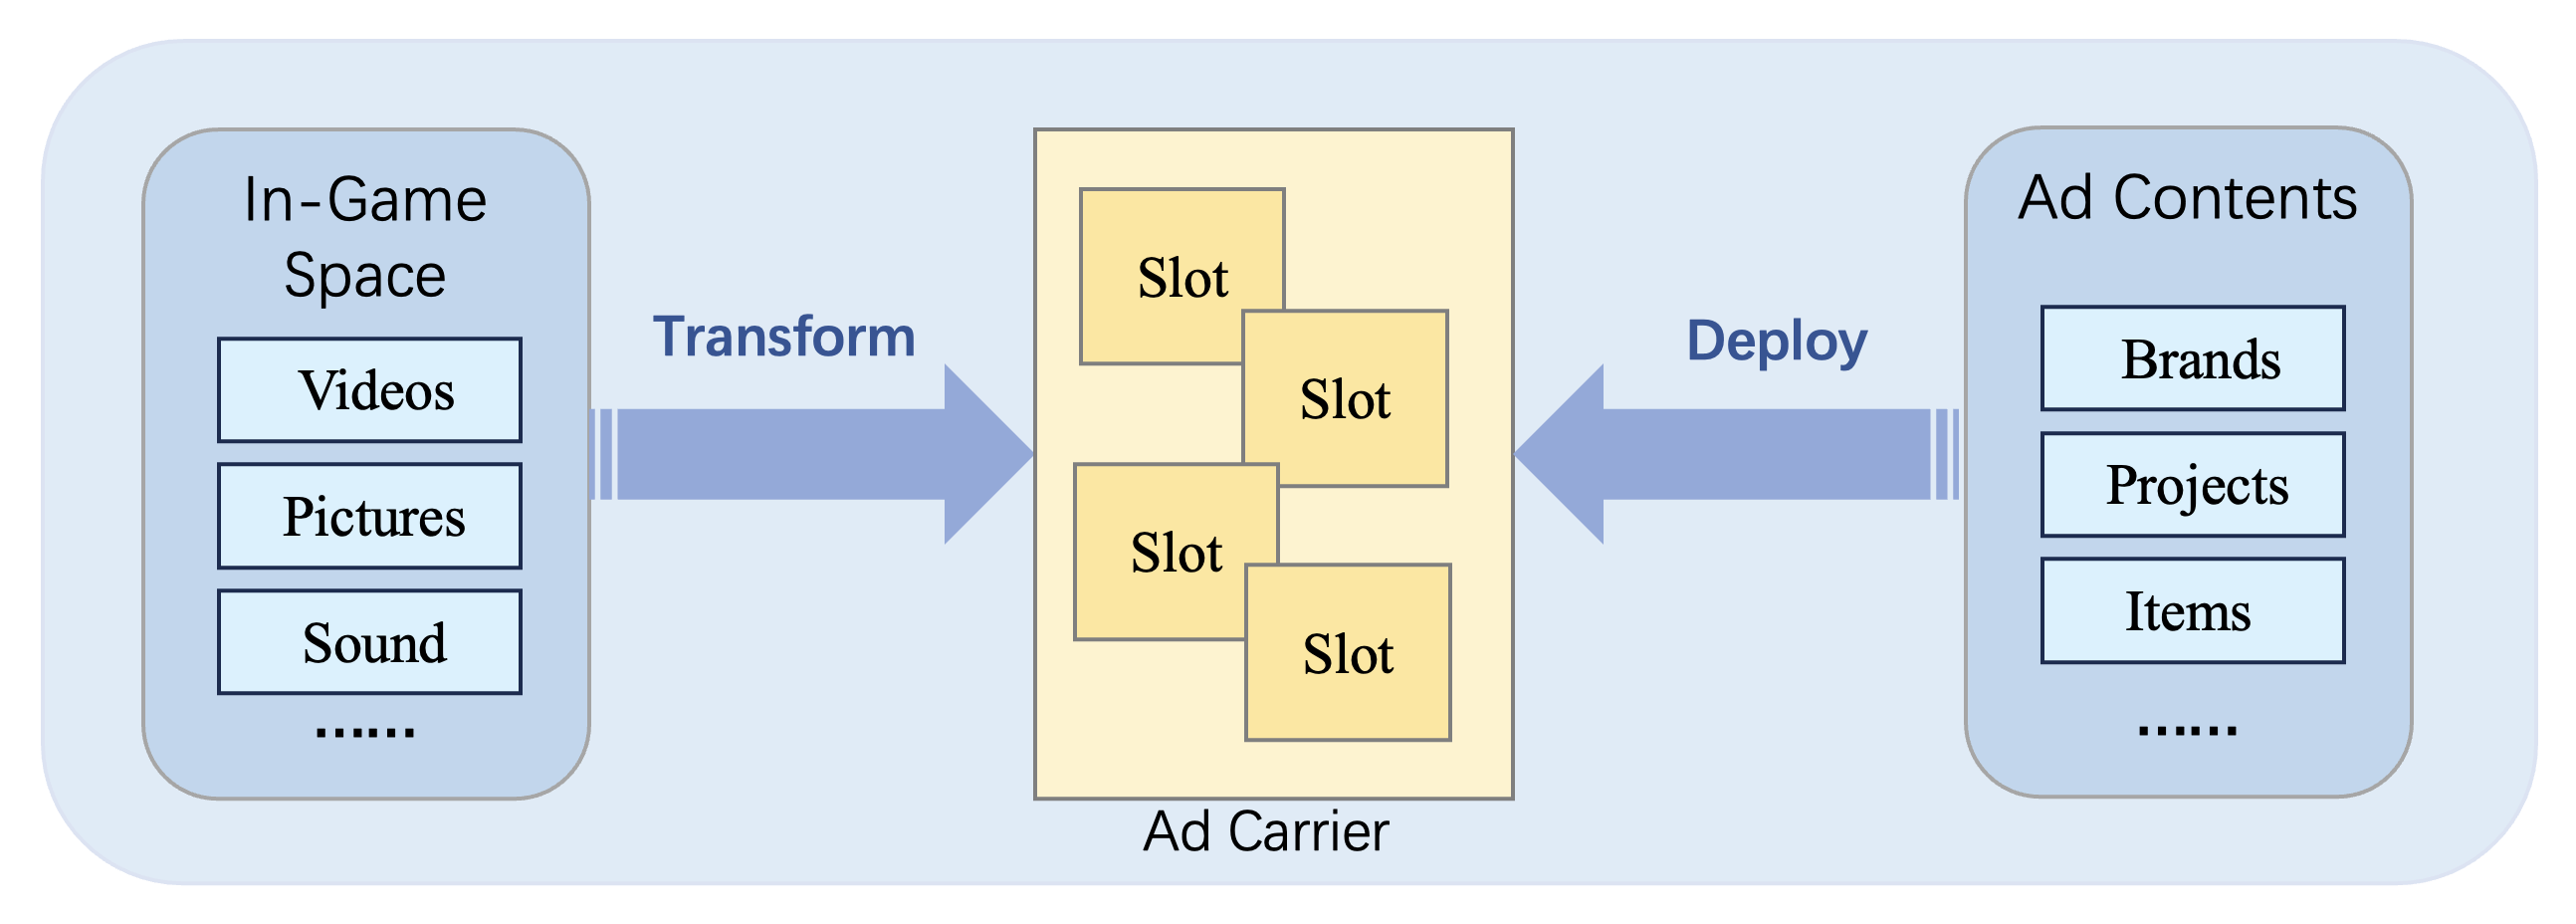 In-Game
Space
Videos
Pictures
Sound
......
Transform
Slot
Slot
Slot
Slot
Ad Carrier
Deploy
Ad Contents
Brands
Projects
Items
......